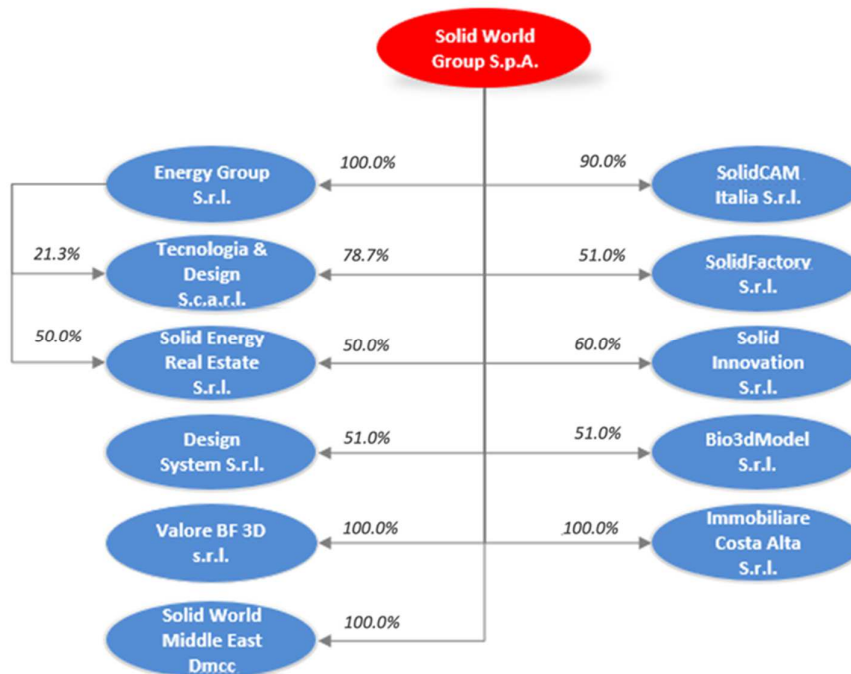 Solid World
Group S.p.A.
100.0%
90.0%
Energy Group
S.r.l.
SolidCAM
Italia S.r.l.
21.3%
Tecnologia &
Design
S.c.a.r.l.
78.7%
51.0%
SolidFactory
S.r.l.
50.0%
Solid Energy
Real Estate
S.r.l.
50.0%
60.0%
Solid
Innovation
S.r.l.
Design
System S.r.l.
51.0%
51.0%
Bio3dModel
S.r.l.
Valore BF 3D
s.r.l.
100.0%
100.0%
Immobiliare
Costa Alta
S.r.l.
Solid World
Middle East
Dmcc
100.0%